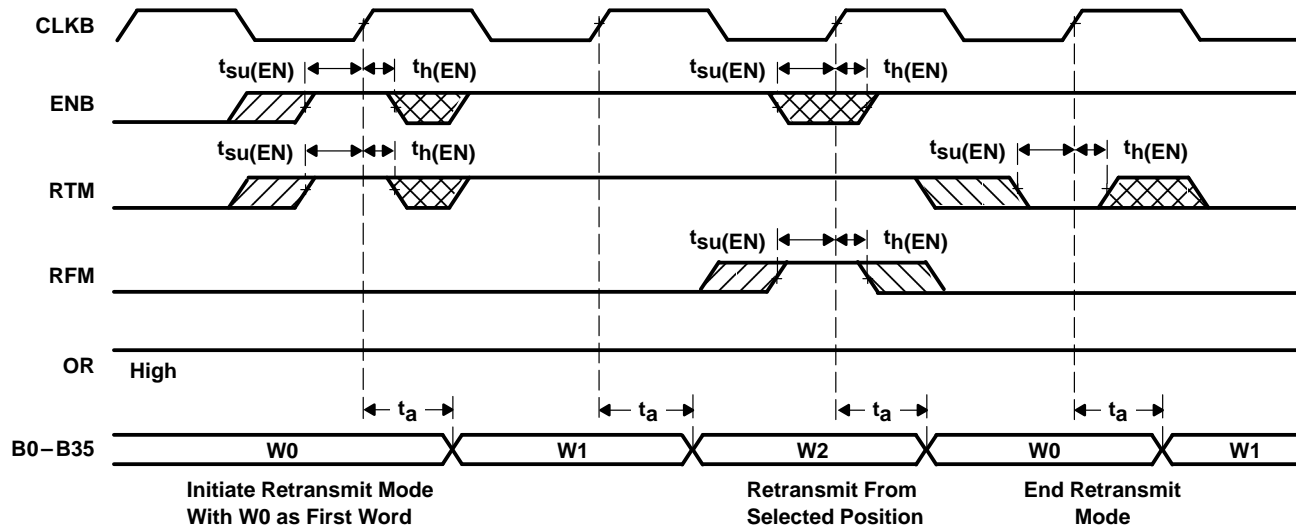 CLKB
tsu(EN) th(EN) tsu(EN) th(EN)
ENB
tsu(EN) th(EN) tsu(EN) th(EN)
RTM
tsu(EN) th(EN)
RFM
OR High
ta ta ta ta
B0–B35 W0 W1 W2 W0 W1
Initiate Retransmit Mode
With W0 as First Word
Retransmit From
Selected Position
End Retransmit
Mode